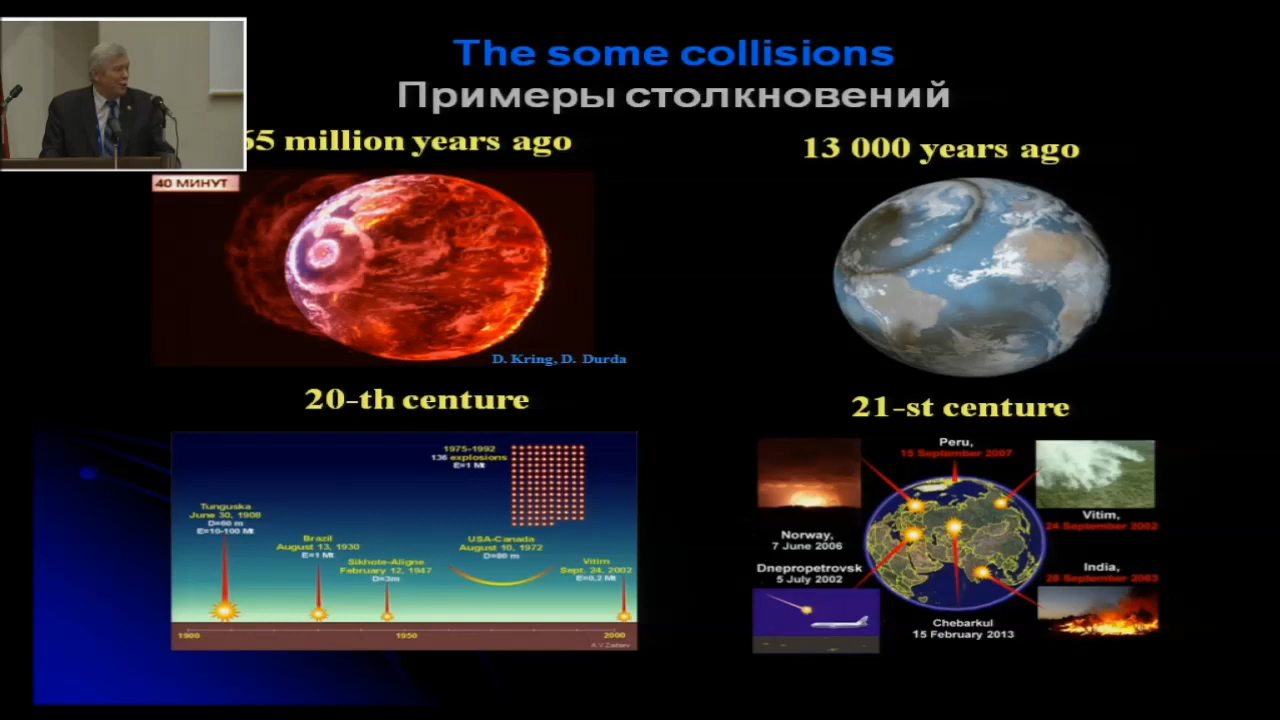 The some collisions
Примеры столкновений
65 million years ago
13 000 years ago
40 МИНУТ
D. Kring, D. Durda
20-th centure
21-st centure
1975-1992
136 explosions
E=1 Mt
Tunguska
June 30, 1908
D=60 m
E=10-100 Mt
Brazil
August 13, 1930
E=1 Mt
Sikhote-Aligne
February 12, 1947
D=3m
USA-Canada
August 10, 1972
D=80 m
Vitim
Sept. 24, 2002
E=0,2 Mt
1900
1950
2000
A.V.Zaitsev
Peru,
15 September 2007
Norway,
7 June 2006
Vitim,
24 September 2002
Dnepropetrovsk
5 July 2002
India,
28 September 2003
Chebarkul
15 February 2013